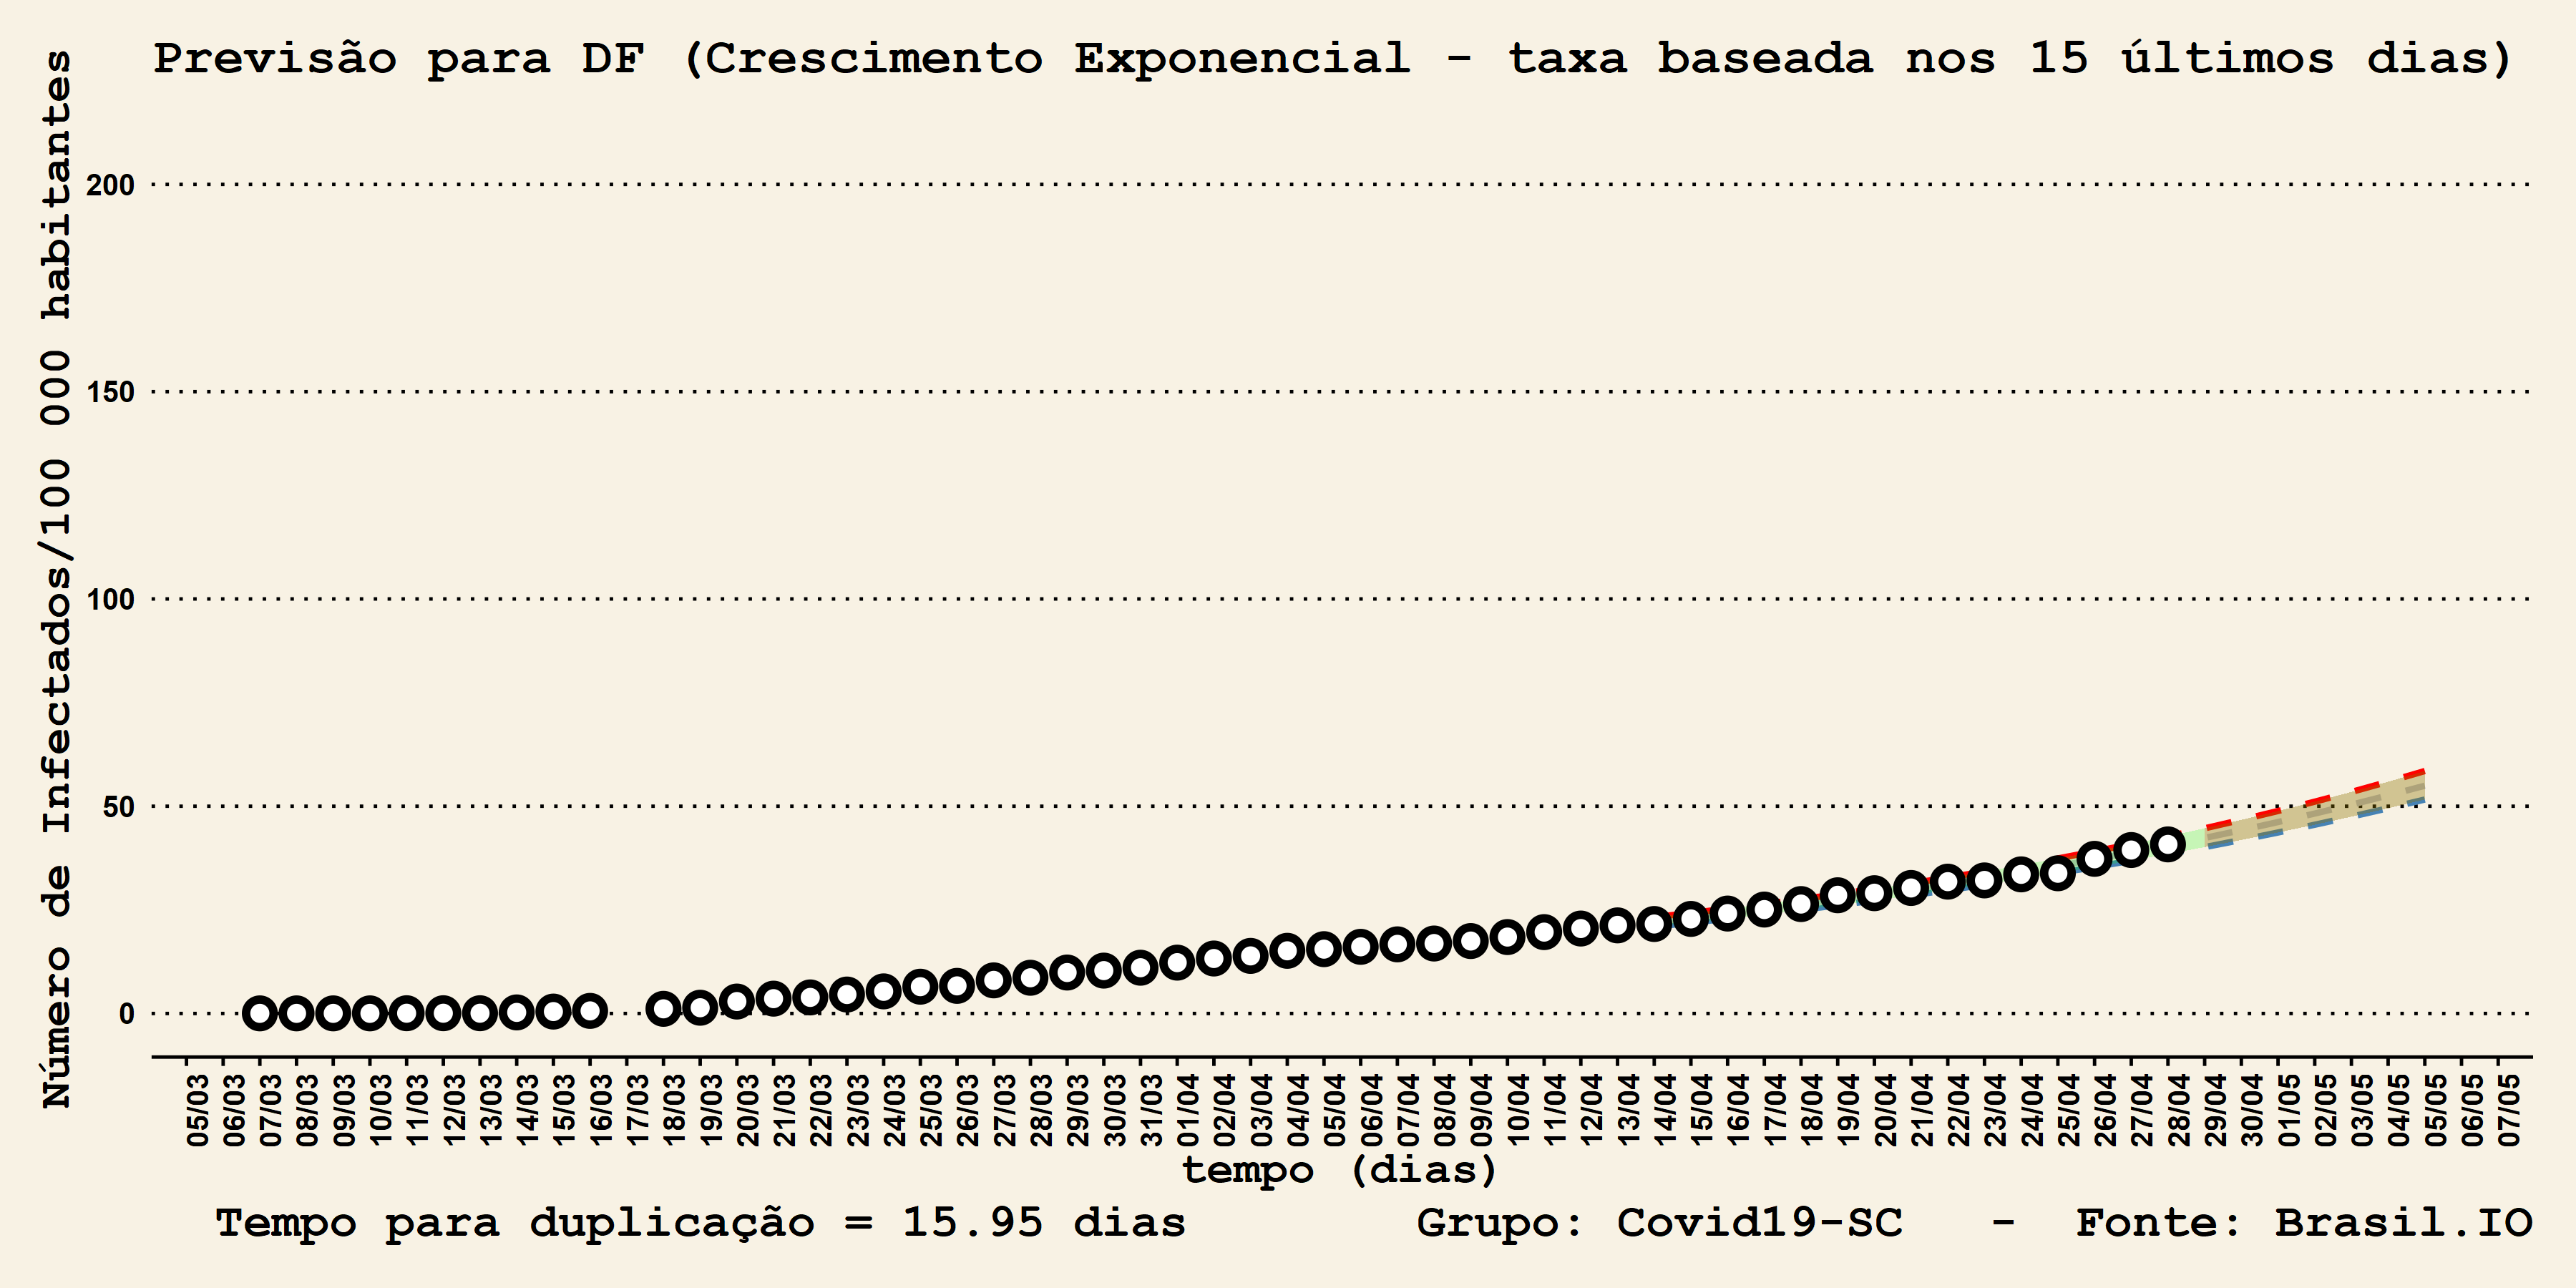 Previsão para DF (Crescimento Exponencial - taxa baseada nos 15 últimos dias)
Número de Infectados/100 000 habitantes
200
150
100
50
0
05/03 06/03 07/03 08/03 09/03 10/03 11/03 12/03 13/03 14/03 15/03 16/03 17/03 18/03 19/03 20/03 21/03 22/03 23/03 24/03 25/03 26/03 27/03 28/03 29/03 30/03 31/03 01/04 02/04 03/04 04/04 05/04 06/04 07/04 08/04 09/04 10/04 11/04 12/04 13/04 14/04 15/04 16/04 17/04 18/04 19/04 20/04 21/04 22/04 23/04 24/04 25/04 26/04 27/04 28/04 29/04 30/04 01/05 02/05 03/05 04/05 05/05 06/05 07/05
tempo (dias)
Tempo para duplicação = 15.95 dias Grupo: Covid19-SC - Fonte: Brasil.IO